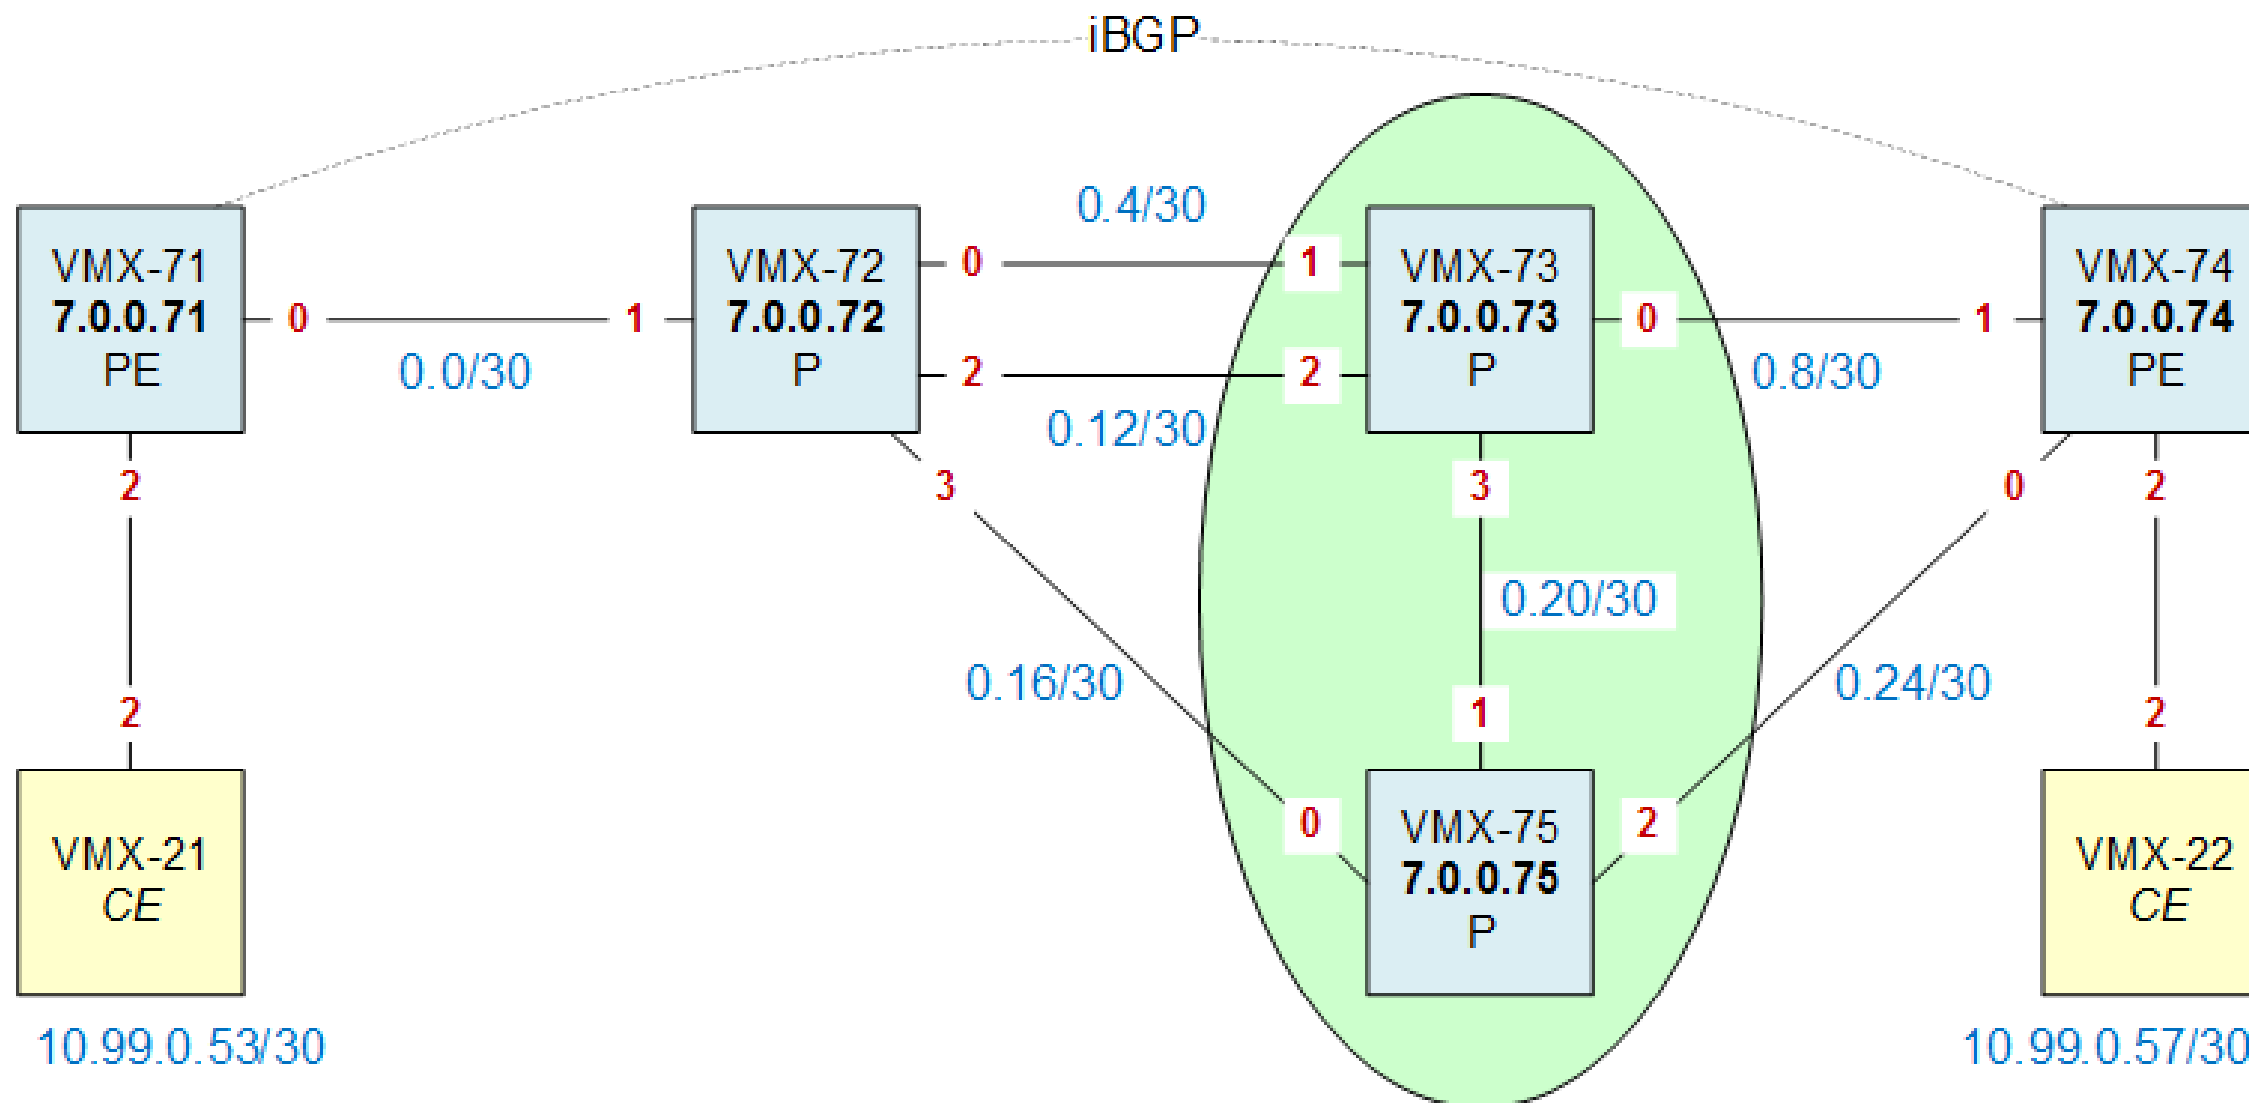 iBGP
VMX-71
7.0.0.71
PE
0
0.0/30
1
VMX-72
7.0.0.72
P
0
0.4/30
1
2
0.12/30
2
VMX-73
7.0.0.73
P
0
0.8/30
1
VMX-74
7.0.0.74
PE
2
3
3
0
2
0.20/30
0.16/30
0.24/30
2
1
2
0
2
VMX-21
CE
VMX-75
7.0.0.75
P
VMX-22
CE
10.99.0.53/30
10.99.0.57/30